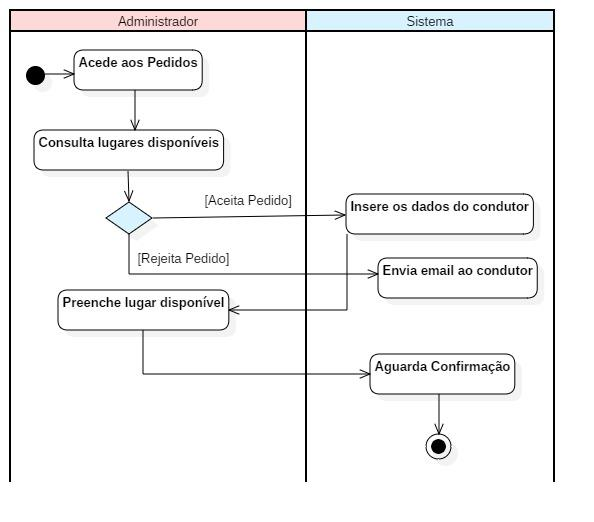 Administrador
Sistema
Acede aos Pedidos
Consulta lugares disponíveis
[Aceita Pedido]
Insere os dados do condutor
[Rejeita Pedido]
Envia email ao condutor
Preenche lugar disponível
Aguarda Confirmação